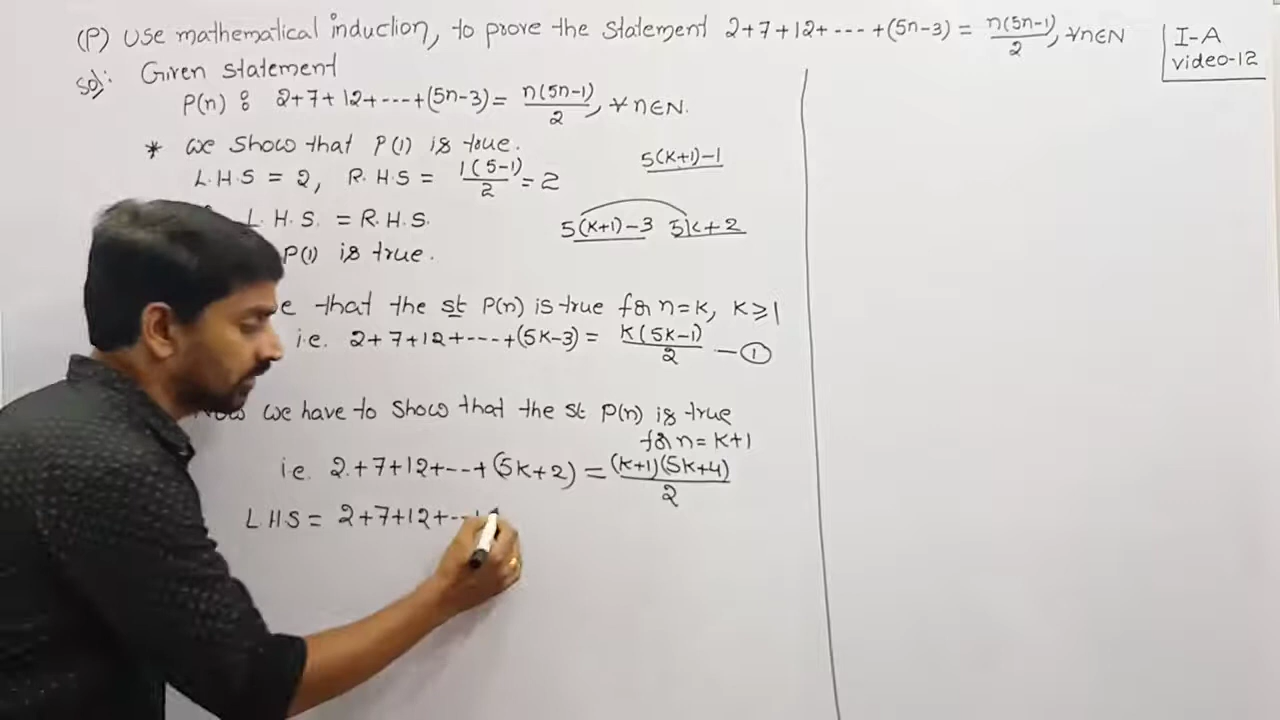 (P) Use mathematical induction, to prove the statement 2+7+12+----+(5n-3) = n(5n-1)/2, ∀n∈N
I-A
video-12
Sol: Given statement
P(n) : 2+7+12+----+(5n-3) = n(5n-1)/2, ∀ n∈N.
* we show that P(1) is true.
5(k+1)-1
L.H.S = 2, R.H.S = 1(5-1)/2 = 2
L.H.S. = R.H.S.
5(k+1)-3 5k+2
P(1) is true.
that the st P(n) is true for n=k, k≥1
i.e. 2+7+12+----+(5k-3) = k(5k-1)/2 —①
we have to show that the st P(n) is true
for n=k+1
i.e. 2+7+12+---+(5k+2) = (k+1)(5k+4)/2
L.H.S = 2+7+12+--